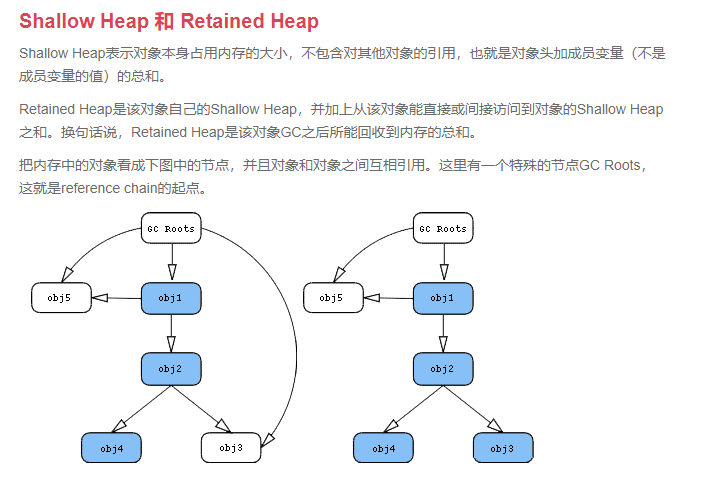 Shallow Heap 和 Retained Heap
Shallow Heap表示对象本身占用内存的大小，不包含对其他对象的引用，也就是对象头加成员变量（不是
成员变量的值）的总和。
Retained Heap是该对象自己的Shallow Heap，并加上从该对象能直接或间接访问到对象的Shallow Heap
之和。换句话说，Retained Heap是该对象GC之后所能回收到内存的总和。
把内存中的对象看成下图中的节点，并且对象和对象之间互相引用。这里有一个特殊的节点GC Roots，
这就是reference chain的起点。
GC Roots
obj5
obj1
obj2
obj4
obj3
GC Roots
obj5
obj1
obj2
obj4
obj3